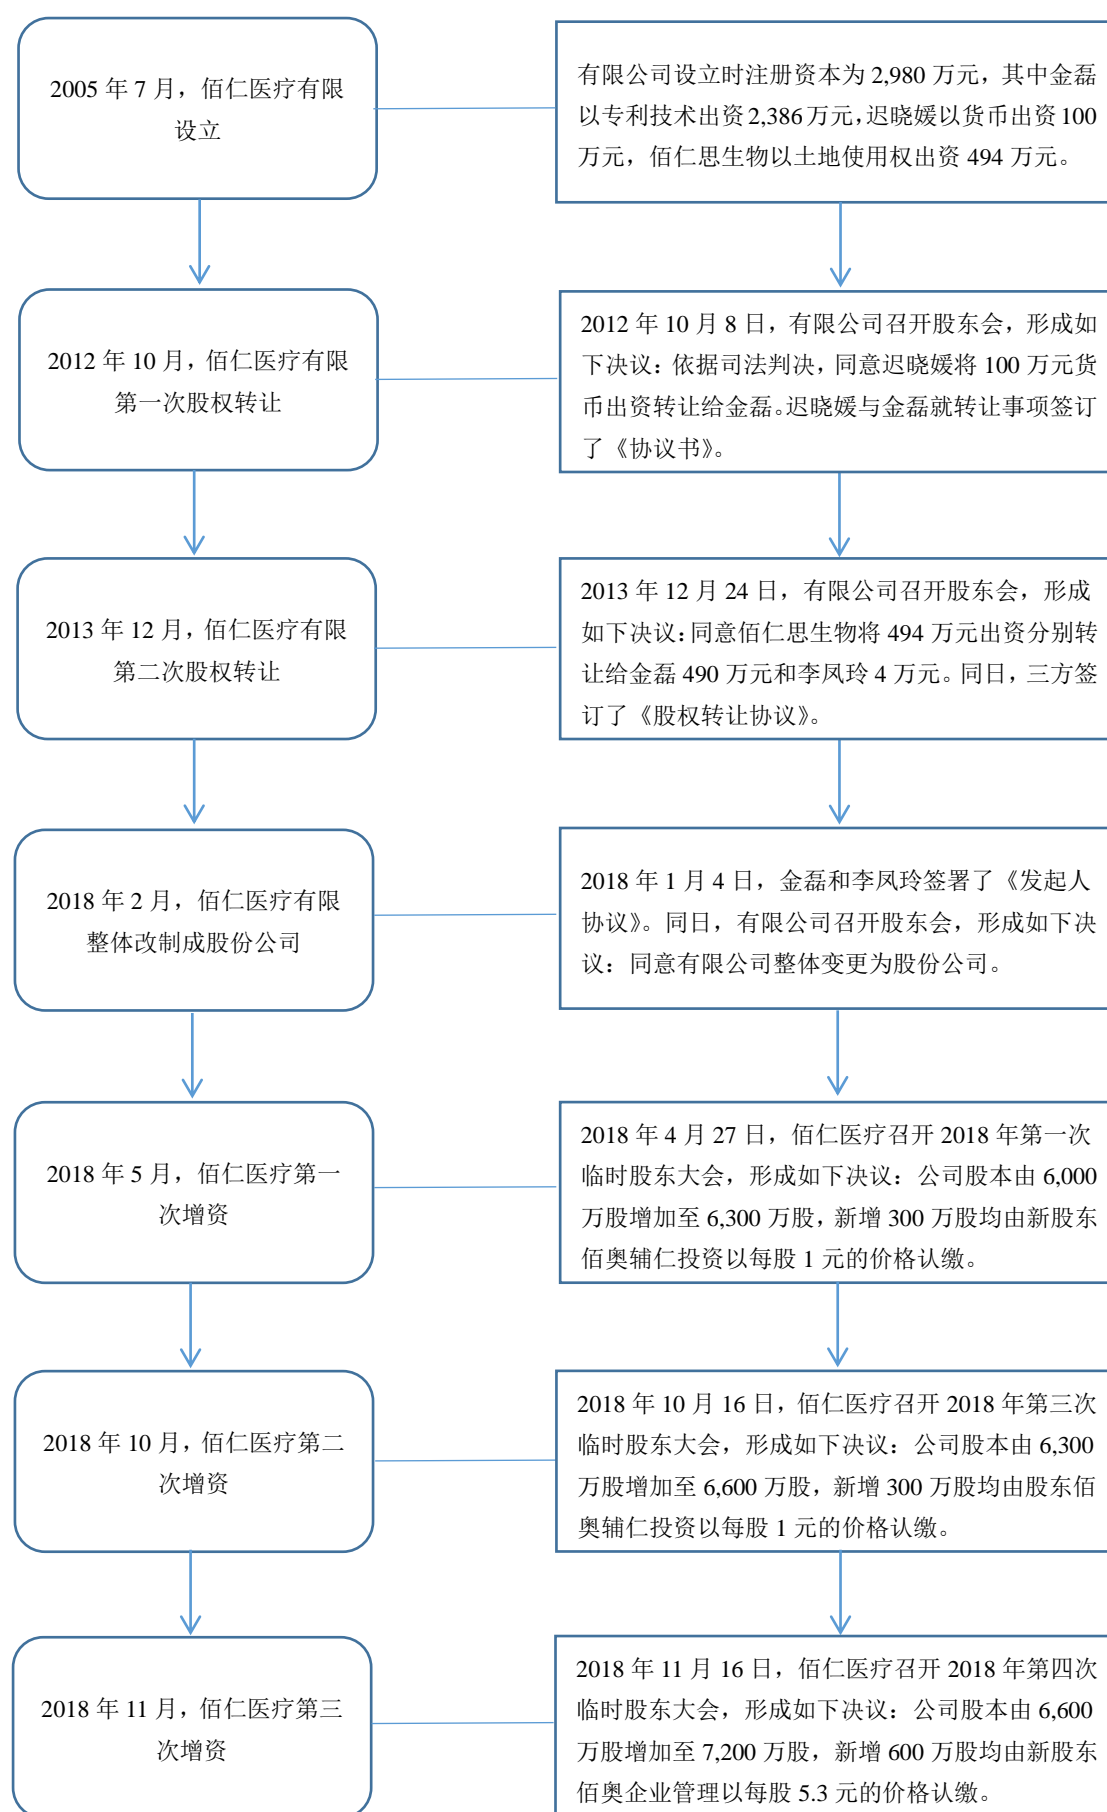 2005 年 7 月，佰仁医疗有限
设立
有限公司设立时注册资本为 2,980 万元，其中金磊
以专利技术出资 2,386 万元，迟晓媛以货币出资 100
万元，佰仁思生物以土地使用权出资 494 万元。
2012 年 10 月，佰仁医疗有限
第一次股权转让
2012 年 10 月 8 日，有限公司召开股东会，形成如
下决议：依据司法判决，同意迟晓媛将 100 万元货
币出资转让给金磊。迟晓媛与金磊就转让事项签订
了《协议书》。
2013 年 12 月，佰仁医疗有限
第二次股权转让
2013 年 12 月 24 日，有限公司召开股东会，形成
如下决议：同意佰仁思生物将 494 万元出资分别转
让给金磊 490 万元和李凤玲 4 万元。同日，三方签
订了《股权转让协议》。
2018 年 2 月，佰仁医疗有限
整体改制成股份公司
2018 年 1 月 4 日，金磊和李凤玲签署了《发起人
协议》。同日，有限公司召开股东会，形成如下决
议：同意有限公司整体变更为股份公司。
2018 年 5 月，佰仁医疗第一
次增资
2018 年 4 月 27 日，佰仁医疗召开 2018 年第一次
临时股东大会，形成如下决议：公司股本由 6,000
万股增加至 6,300 万股，新增 300 万股均由新股东
佰奥辅仁投资以每股 1 元的价格认缴。
2018 年 10 月，佰仁医疗第二
次增资
2018 年 10 月 16 日，佰仁医疗召开 2018 年第三次
临时股东大会，形成如下决议：公司股本由 6,300
万股增加至 6,600 万股，新增 300 万股均由股东佰
奥辅仁投资以每股 1 元的价格认缴。
2018 年 11 月，佰仁医疗第三
次增资
2018 年 11 月 16 日，佰仁医疗召开 2018 年第四次
临时股东大会，形成如下决议：公司股本由 6,600
万股增加至 7,200 万股，新增 600 万股均由新股东
佰奥企业管理以每股 5.3 元的价格认缴。